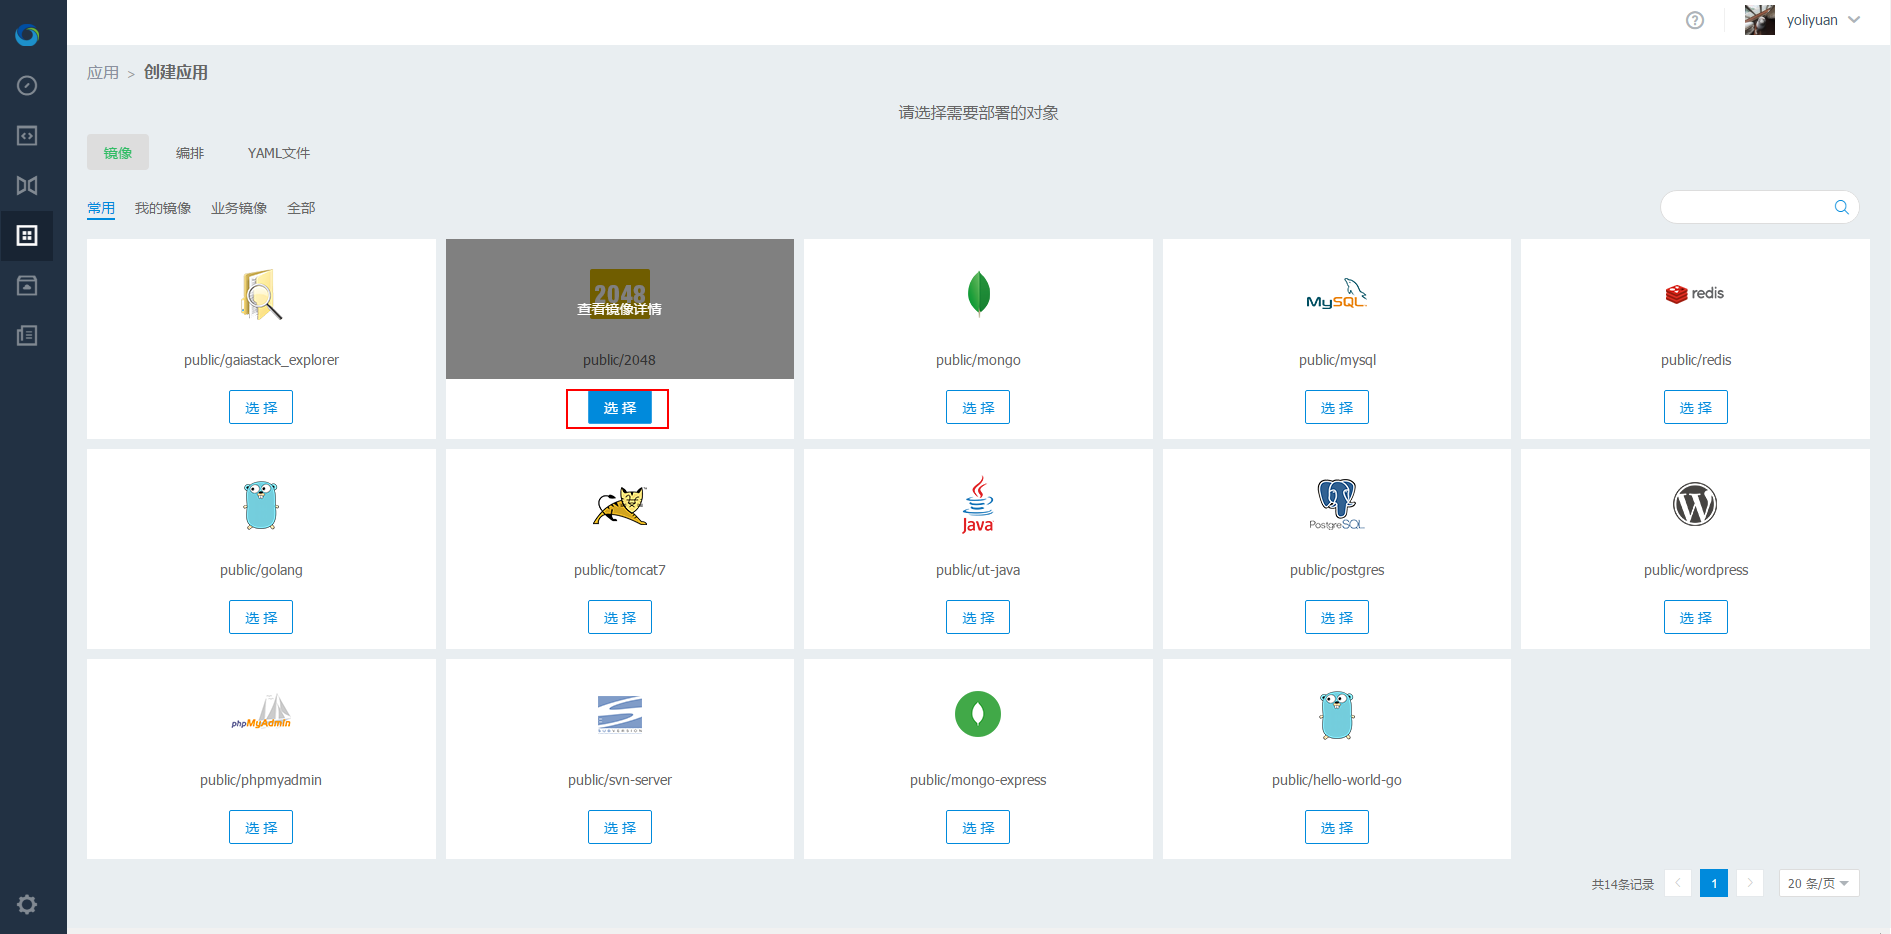 yoliyuan
应用 > 创建应用
请选择需要部署的对象
镜像 编排 YAML文件
常用 我的镜像 业务镜像 全部
2048
查看镜像详情
MySQL
redis
public/gaiastack_explorer public/2048 public/mongo public/mysql public/redis
选择 选择 选择 选择 选择
Java
PostgreSQL
public/golang public/tomcat7 public/ut-java public/postgres public/wordpress
选择 选择 选择 选择 选择
phpMyAdmin
SUBVERSION
public/phpmyadmin public/svn-server public/mongo-express public/hello-world-go
选择 选择 选择 选择
共14条记录 < 1 > 20 条/页